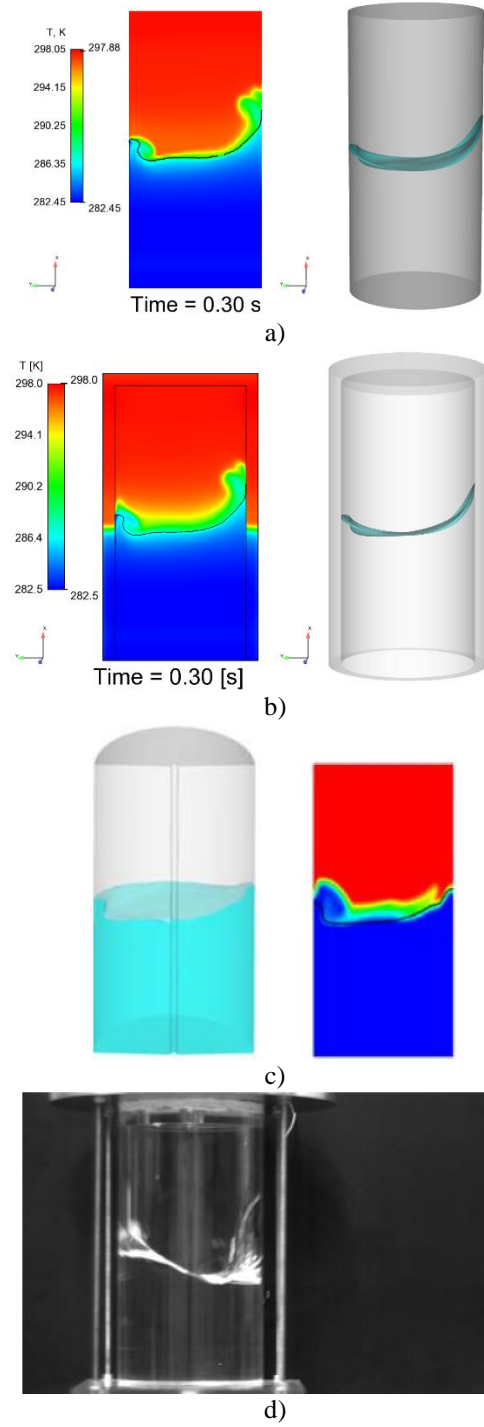 T, K
298.05
297.88
294.15
290.25
286.35
282.45
282.45
X
Y
X
Y
Time = 0.30 s
a)
T [K]
298.0
298.0
294.1
290.2
286.4
282.5
282.5
X
Y
X
Y
Time = 0.30 [s]
b)
c)
d)